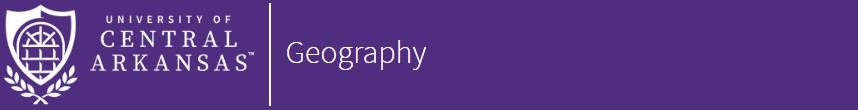 UNIVERSITY OF
CENTRAL
ARKANSAS™
Geography